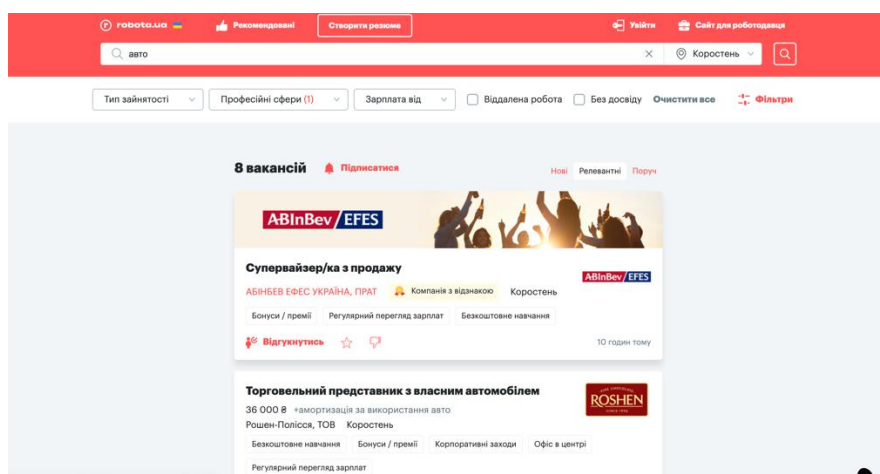 robota.ua Рекомендовані Створити резюме Увійти Сайт для роботодавця
авто Коростень
Тип зайнятості Професійні сфери (1) Зарплата від Віддалена робота Без досвіду Очистити все Фільтри
8 вакансій Підписатися Нові Релевантні Поруч
ABInBev EFES
Супервайзер/ка з продажу
ABInBev EFES
АБІНБЕВ ЕФЕС УКРАЇНА, ПРАТ Компанія з відзнакою Коростень
Бонуси / премії Регулярний перегляд зарплат Безкоштовне навчання
Відгукнутись 10 годин тому
Торговельний представник з власним автомобілем
ROSHEN
36 000 ₴ +амортизація за використання авто
Рошен-Полісся, ТОВ Коростень
Безкоштовне навчання Бонуси / премії Корпоративні заходи Офіс в центрі
Регулярний перегляд зарплат